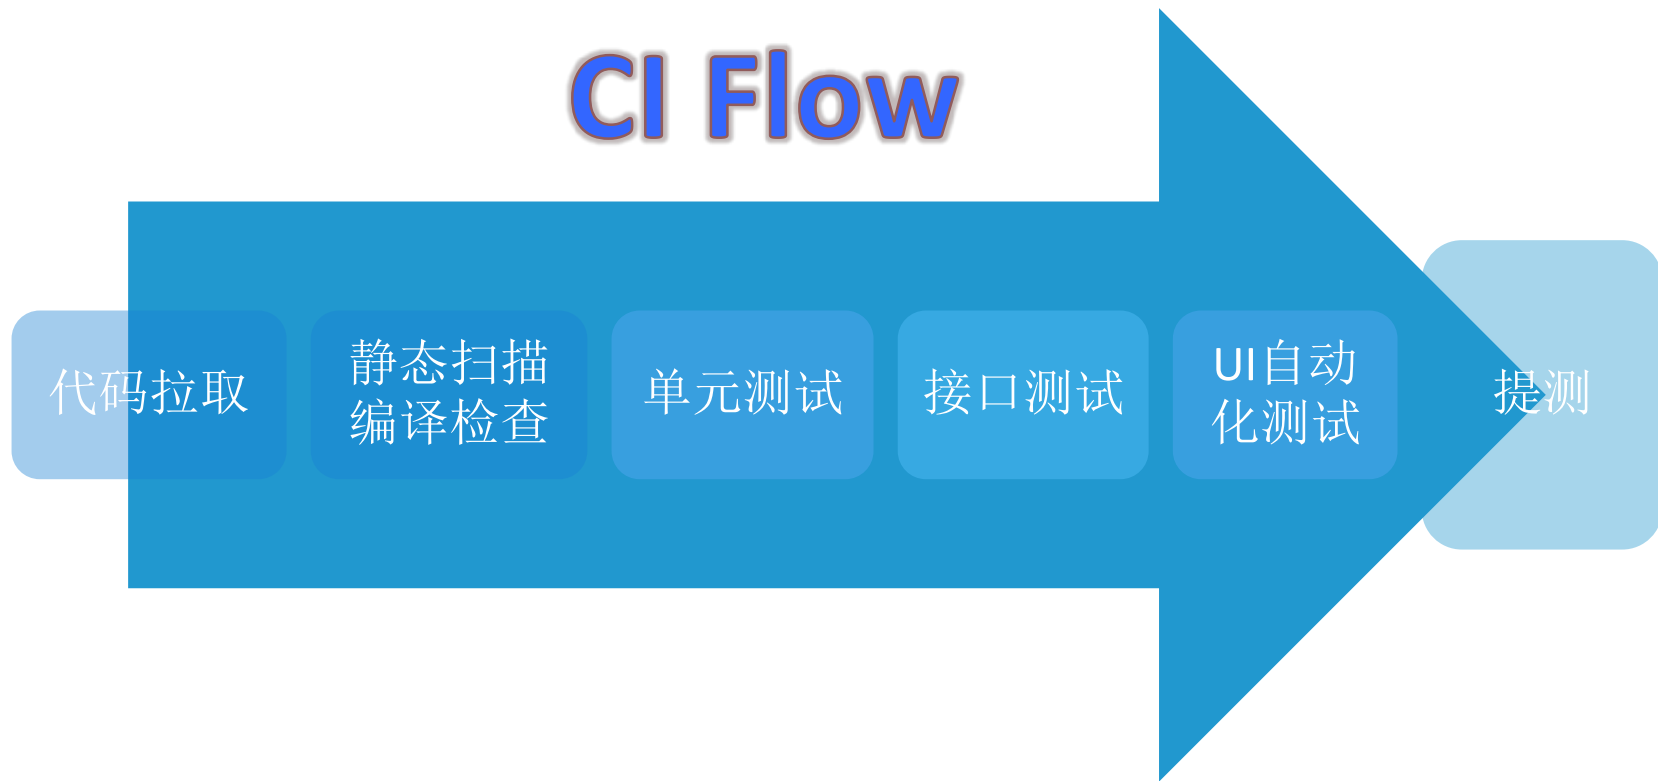 CI Flow
代码拉取
静态扫描
编译检查
单元测试
接口测试
UI自动
化测试
提测